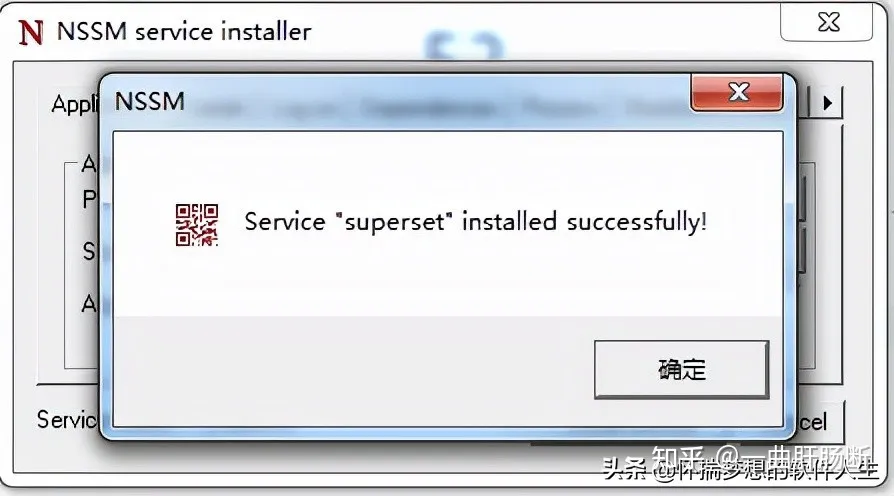 NSSM service installer
Appli
NSSM
A
P
Service "superset" installed successfully!
S
A
确定
Servic
cel
知乎 @一曲肝肠断
头条 @怀揣梦想的软件人生